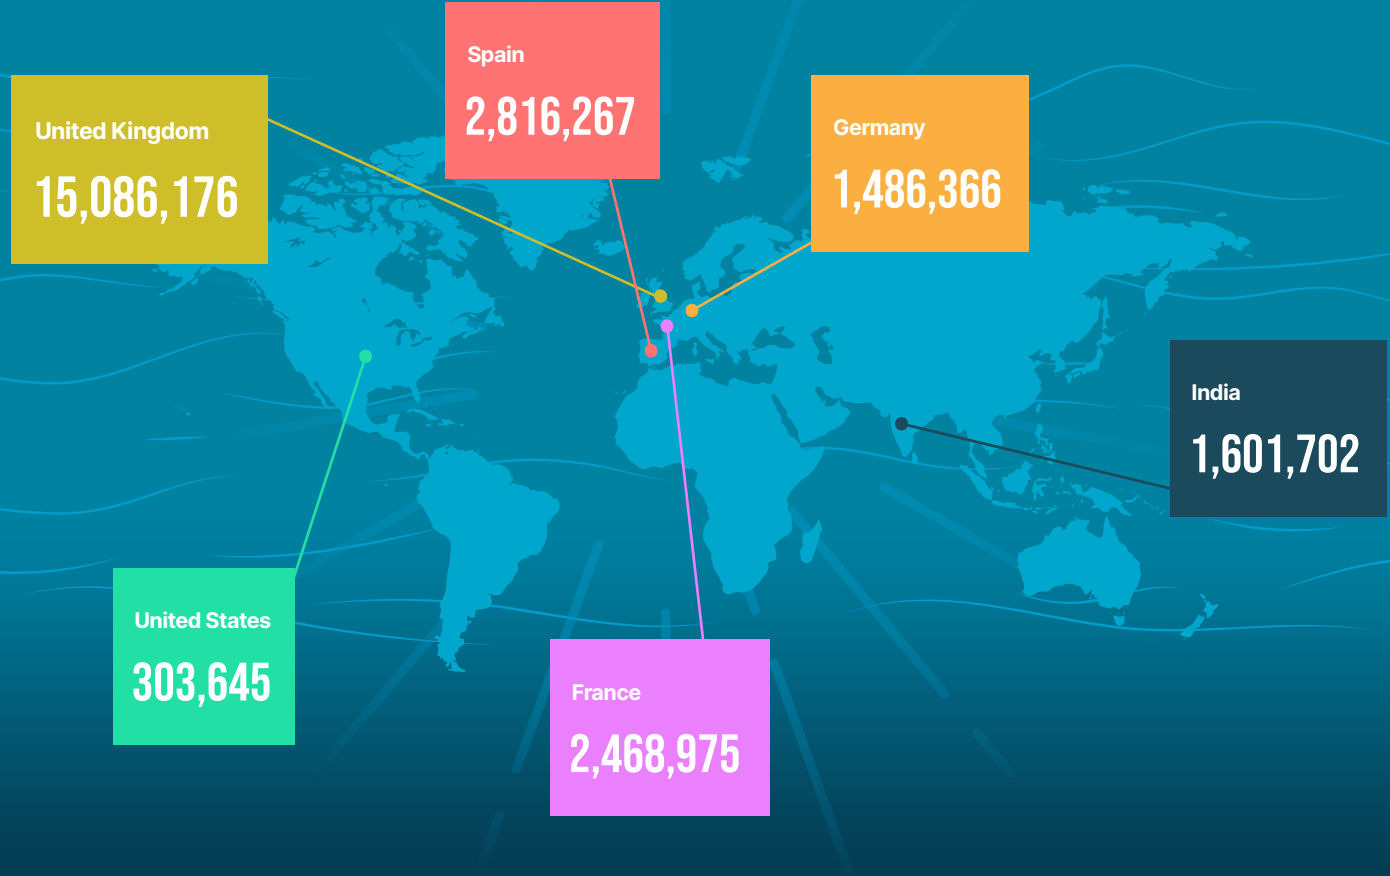 Spain
2,816,267
United Kingdom
15,086,176
Germany
1,486,366
India
1,601,702
United States
303,645
France
2,468,975